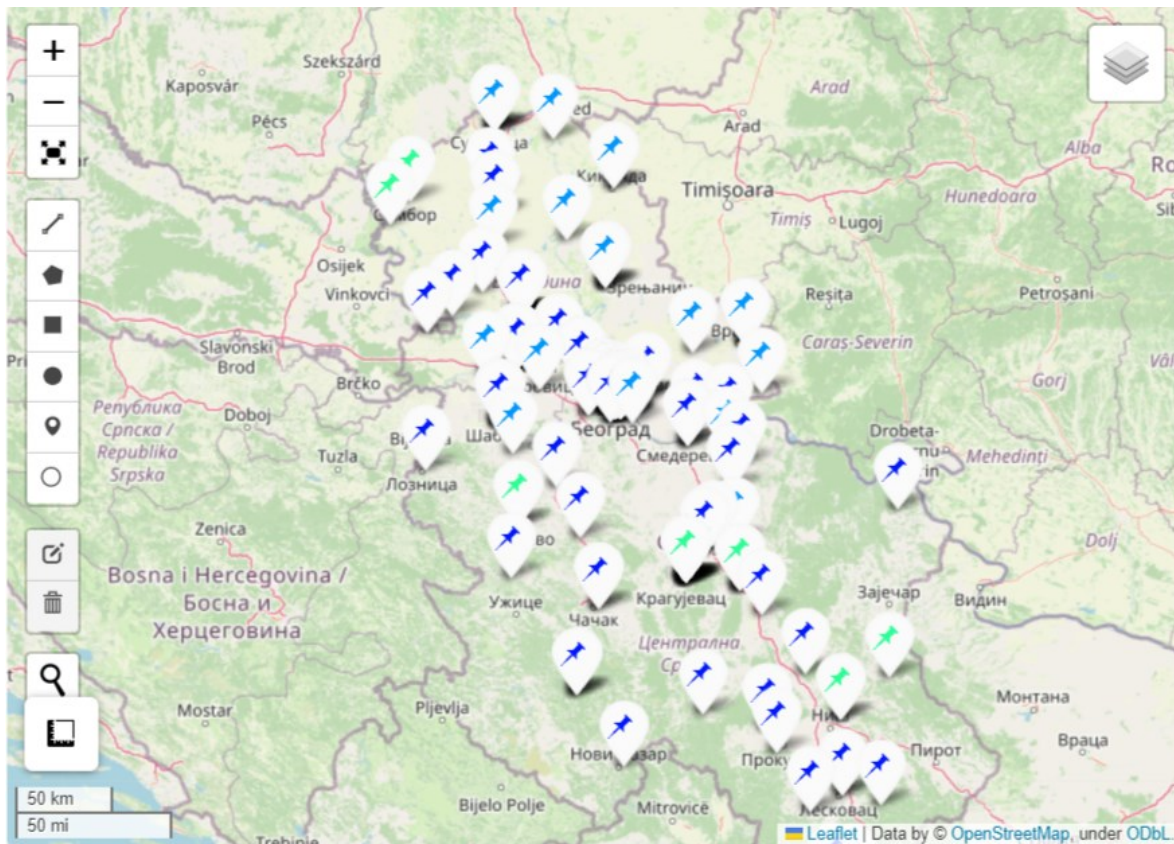 +
Szekszárd
Kaposvár
Arad
Pécs
Arad
Alba
Timișoara
Hunedoara
Timiș
Lugoj
Osijek
Vinkovci
Reșița
Petroșani
Slavonski
Brod
Caraș-Severin
Gorj
Brčko
Република
Српска /
Republika
Srpska
Doboj
Tuzla
Београд
Drobeta-
Mehedinți
Лозница
Zenica
Dolj
Bosna i Hercegovina /
Босна и
Херцеговина
Ужице
Чачак
Крагујевац
Зајечар
Видин
Централна
Mostar
Pljevlja
Монтана
Пирот
Враца
50 km
50 mi
Bijelo Polje
Mitrovicë
Лесковац
Leaflet | Data by © OpenStreetMap, under ODbL.